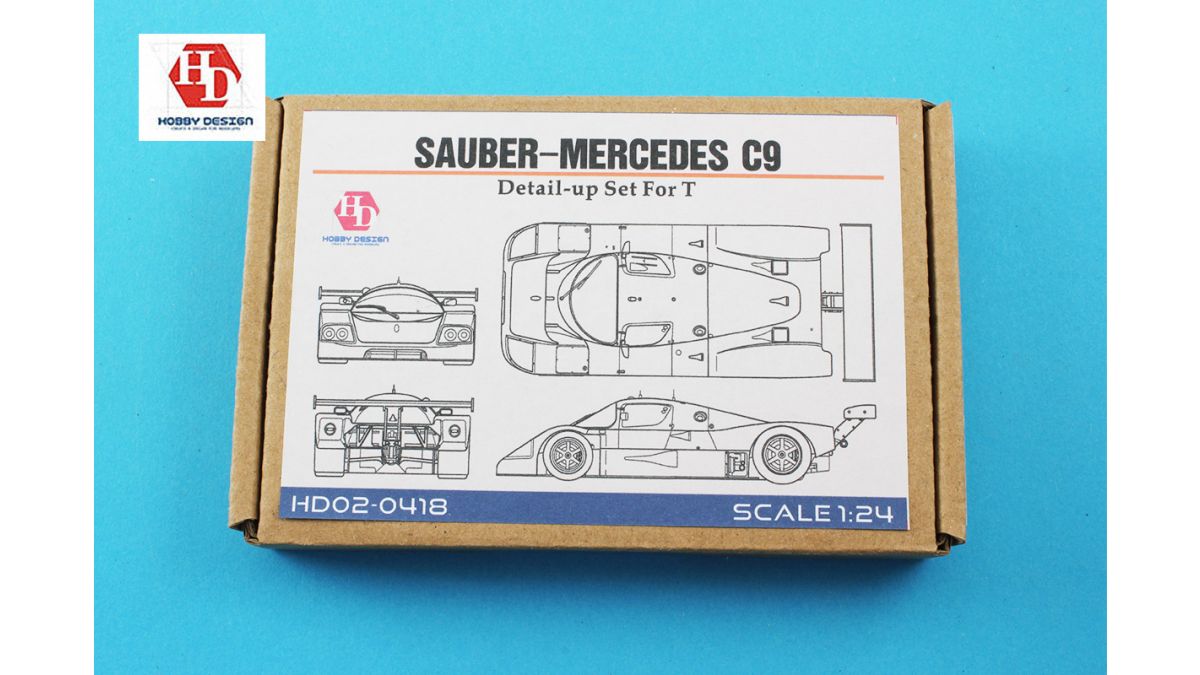 HD
HOBBY DESIGN
SAUBER-MERCEDES C9
Detail-up Set For T
HD
HOBBY DESIGN
HD02-0418
SCALE 1:24